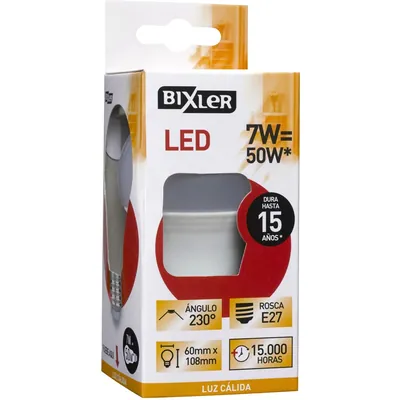 BIXLER
LED
7W=
50W*
DURA HASTA
15
AÑOS*
ÁNGULO
230°
ROSCA
E27
60mm x
108mm
15.000
HORAS
LUZ CÁLIDA